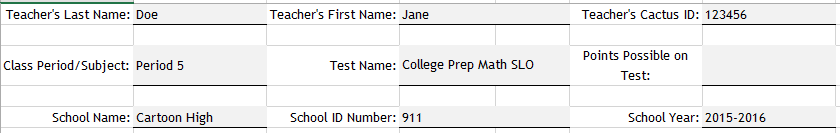 Teacher's Last Name: Doe Teacher's First Name: Jane Teacher's Cactus ID: 123456
Class Period/Subject: Period 5 Test Name: College Prep Math SLO Points Possible on
Test:
School Name: Cartoon High School ID Number: 911 School Year: 2015-2016